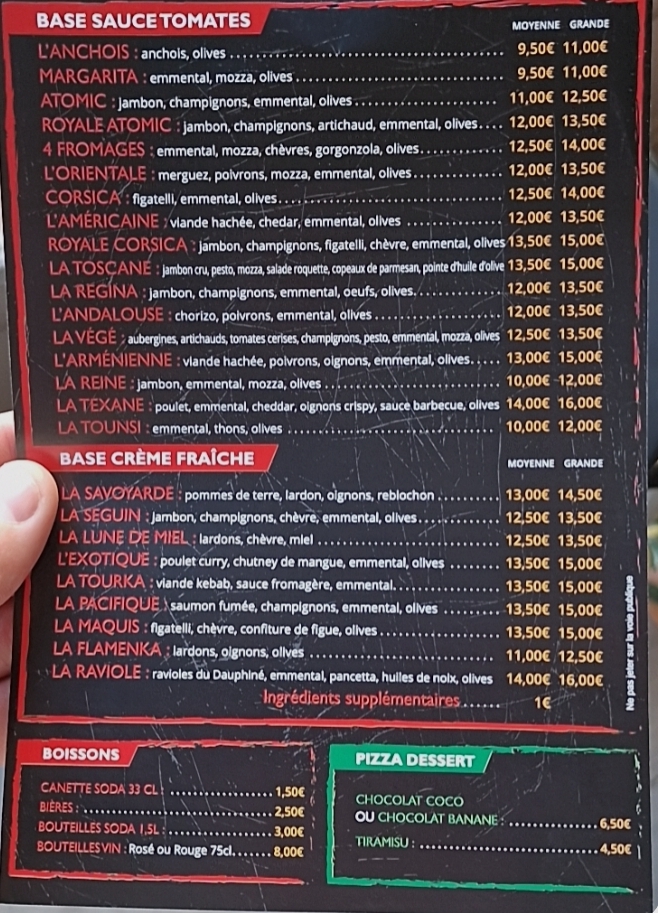 BASE SAUCE TOMATES MOYENNE GRANDE
L'ANCHOIS : anchois, olives 9,50€ 11,00€
MARGARITA : emmental, mozza, olives 9,50€ 11,00€
ATOMIC : jambon, champignons, emmental, olives 11,00€ 12,50€
ROYALE ATOMIC : jambon, champignons, artichaud, emmental, olives 12,00€ 13,50€
4 FROMAGES : emmental, mozza, chèvres, gorgonzola, olives 12,50€ 14,00€
L'ORIENTALE : merguez, poivrons, mozza, emmental, olives 12,00€ 13,50€
CORSICA : figatelli, emmental, olives 12,50€ 14,00€
L'AMÉRICAINE : viande hachée, chedar, emmental, olives 12,00€ 13,50€
ROYALE CORSICA : jambon, champignons, figatelli, chèvre, emmental, olives 13,50€ 15,00€
LA TOSCANE : jambon cru, pesto, mozza, salade roquette, copeaux de parmesan, pointe d'huile d'olive 13,50€ 15,00€
LA REGINA : jambon, champignons, emmental, oeufs, olives 12,00€ 13,50€
L'ANDALOUSE : chorizo, poivrons, emmental, olives 12,00€ 13,50€
LA VÉGÉ : aubergines, artichauds, tomates cerises, champignons, pesto, emmental, mozza, olives 12,50€ 13,50€
L'ARMÉNIENNE : viande hachée, poivrons, oignons, emmental, olives 13,00€ 15,00€
LA REINE : jambon, emmental, mozza, olives 10,00€ 12,00€
LA TEXANE : poulet, emmental, cheddar, oignons crispy, sauce barbecue, olives 14,00€ 16,00€
LA TOUNSI : emmental, thons, olives 10,00€ 12,00€
BASE CRÈME FRAÎCHE MOYENNE GRANDE
LA SAVOYARDE : pommes de terre, lardon, oignons, reblochon 13,00€ 14,50€
LA SEGUIN : jambon, champignons, chèvre, emmental, olives 12,50€ 13,50€
LA LUNE DE MIEL : lardons, chèvre, miel 12,50€ 13,50€
L'EXOTIQUE : poulet curry, chutney de mangue, emmental, olives 13,50€ 15,00€
LA TOURKA : viande kebab, sauce fromagère, emmental 13,50€ 15,00€
LA PACIFIQUE : saumon fumée, champignons, emmental, olives 13,50€ 15,00€
LA MAQUIS : figatelli, chèvre, confiture de figue, olives 13,50€ 15,00€
LA FLAMENKA : lardons, oignons, olives 11,00€ 12,50€
LA RAVIOLE : ravioles du Dauphiné, emmental, pancetta, huiles de noix, olives 14,00€ 16,00€
Ingrédients supplémentaires 1€
Ne pas jeter sur la voie publique
BOISSONS
CANETTE SODA 33 CL : 1,50€
BIÈRES : 2,50€
BOUTEILLES SODA 1,5L : 3,00€
BOUTEILLES VIN : Rosé ou Rouge 75cl. 8,00€
PIZZA DESSERT
CHOCOLAT COCO
OU CHOCOLAT BANANE : 6,50€
TIRAMISU : 4,50€